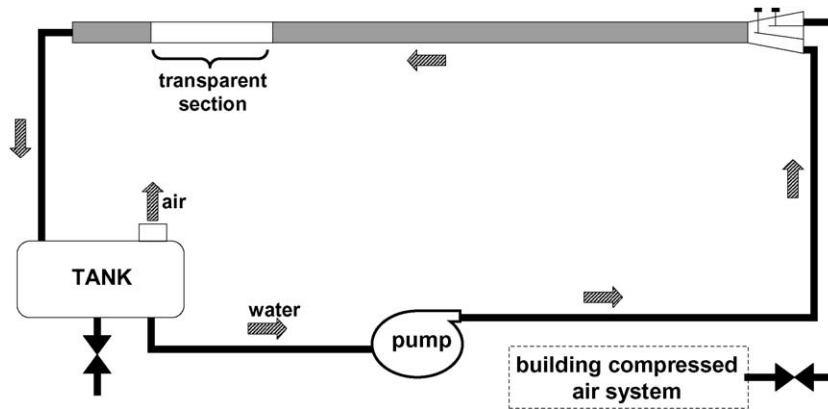 transparent
section
air
TANK
water
pump
building compressed
air system